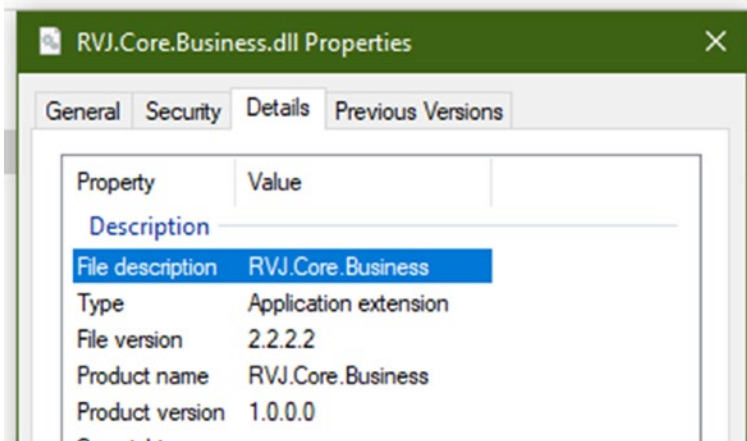 RVJ.Core.Business.dll Properties
General Security Details Previous Versions
Property Value
Description
File description RVJ.Core.Business
Type Application extension
File version 2.2.2.2
Product name RVJ.Core.Business
Product version 1.0.0.0